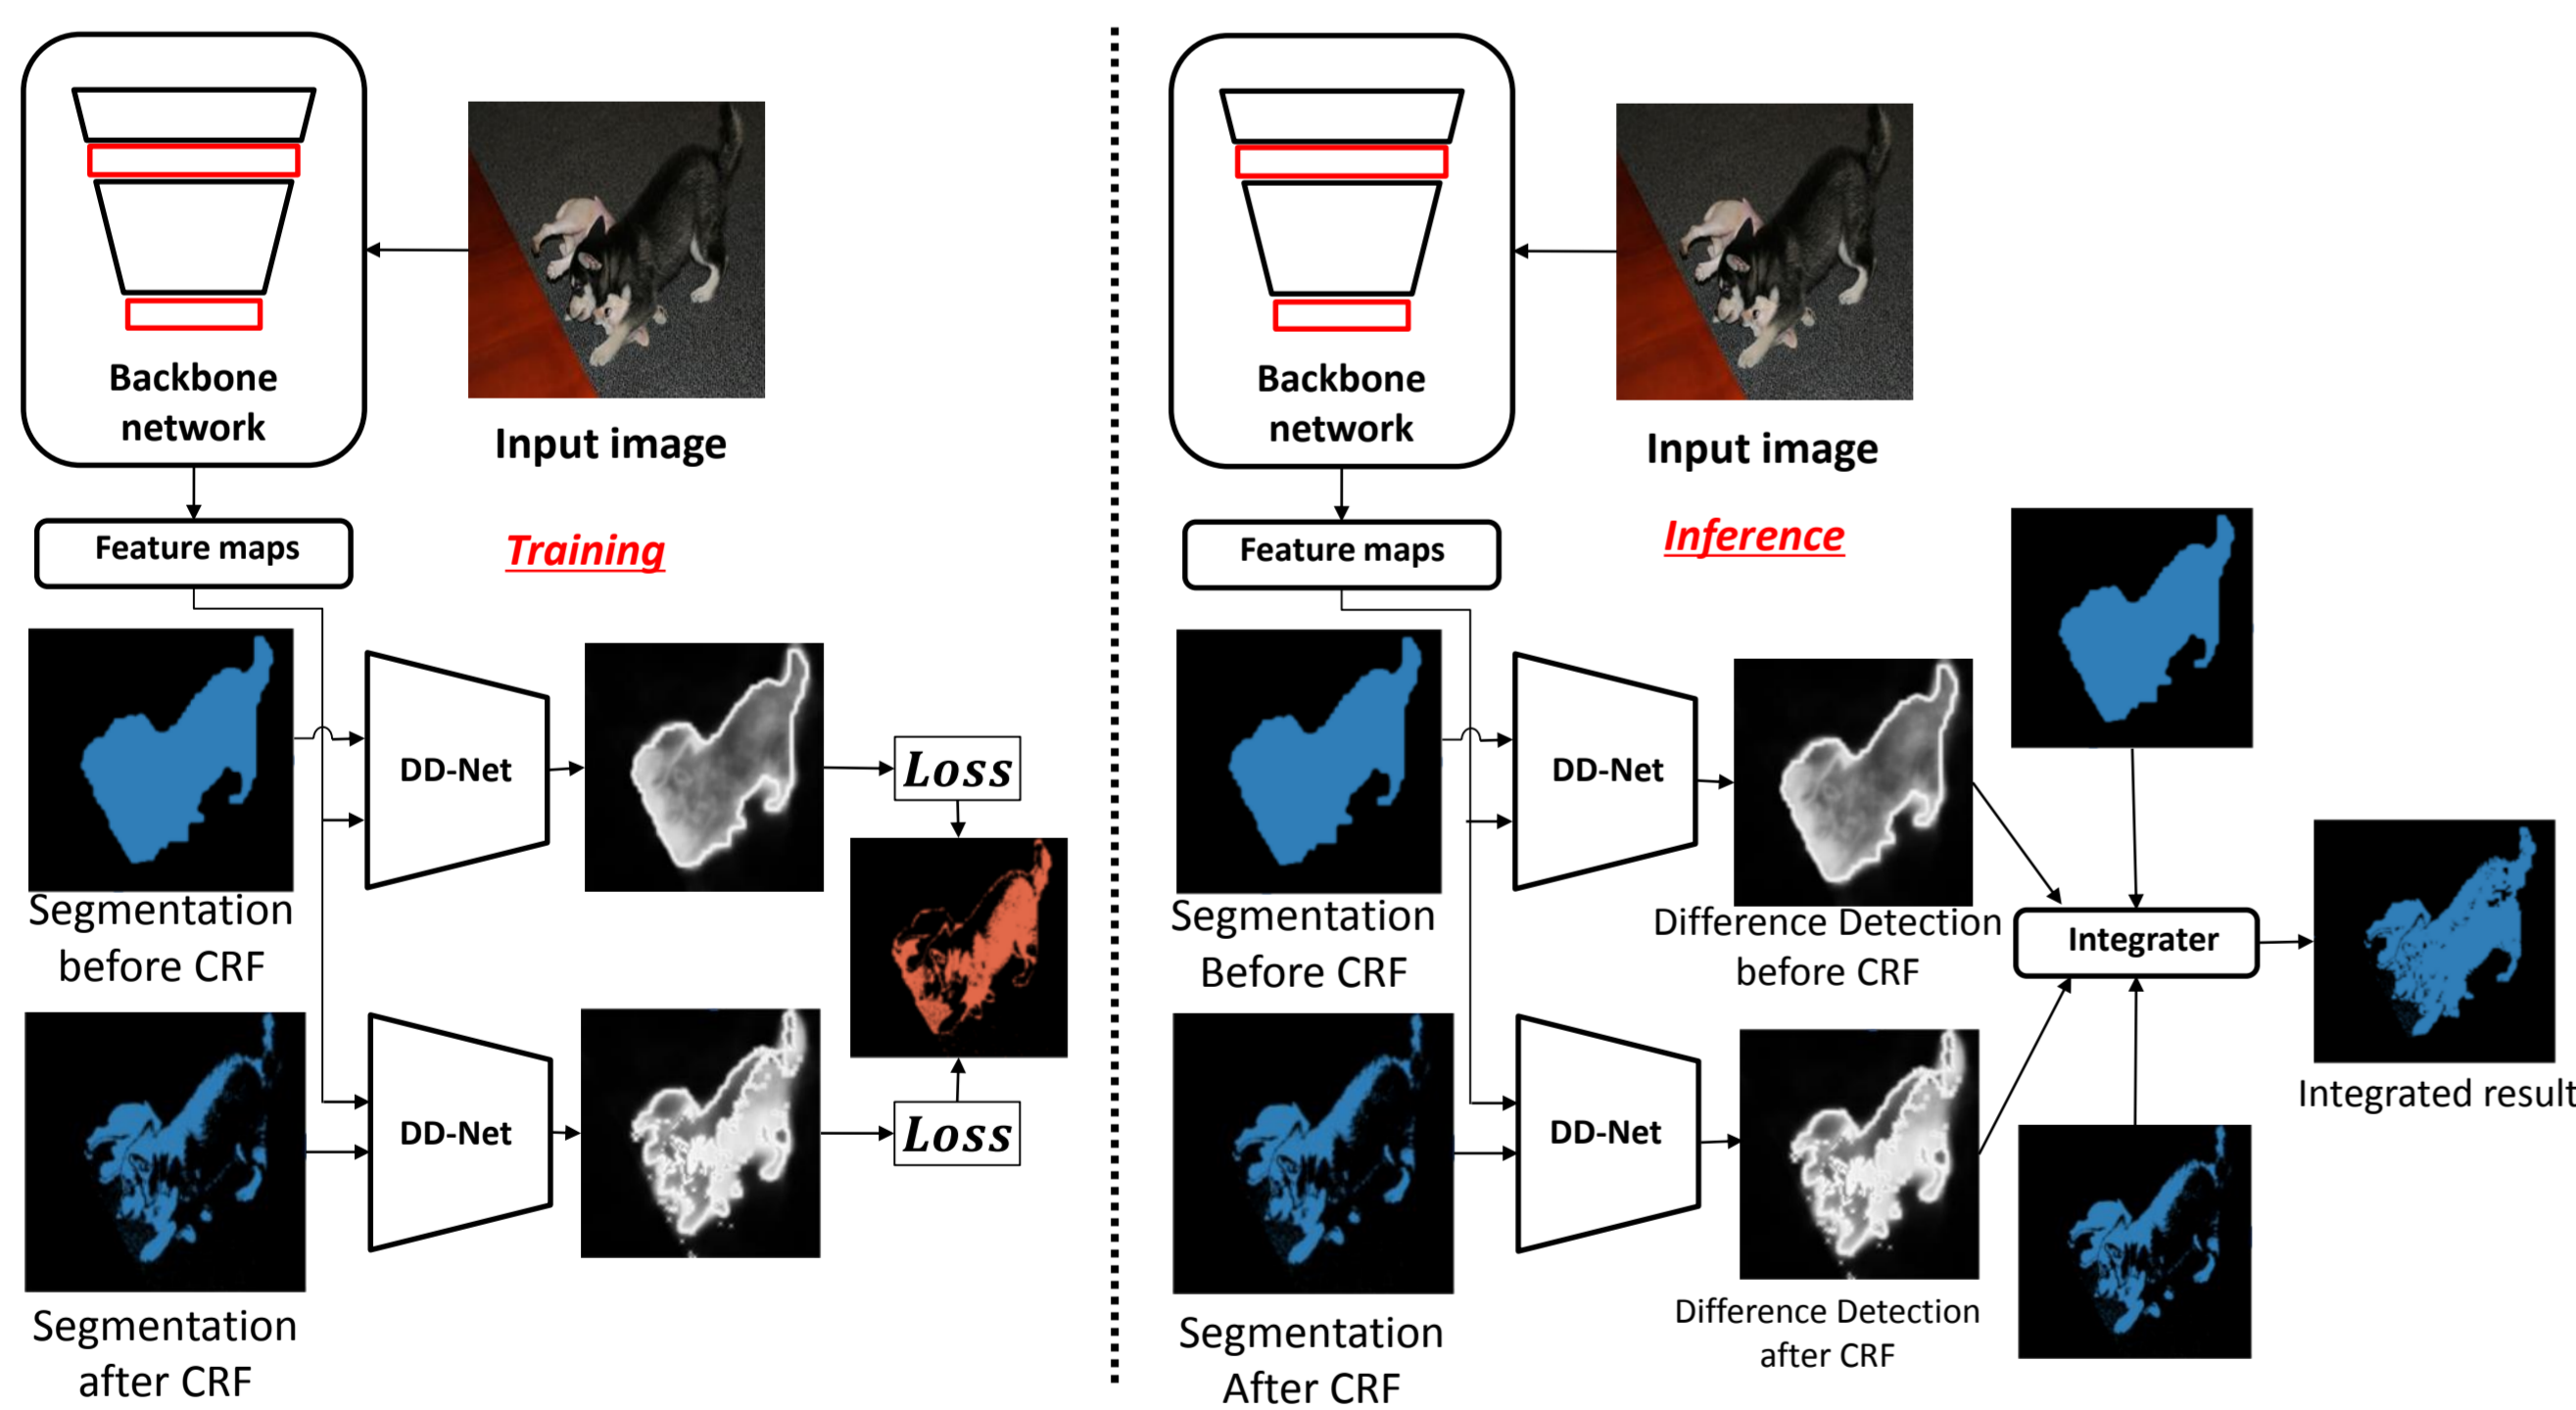 Backbone
network
Input image
Feature maps
Training
DD-Net
Loss
Segmentation
before CRF
DD-Net
Loss
Segmentation
after CRF
Backbone
network
Input image
Feature maps
Inference
DD-Net
Segmentation
Before CRF
Difference Detection
before CRF
Integrater
Integrated result
DD-Net
Segmentation
After CRF
Difference Detection
after CRF